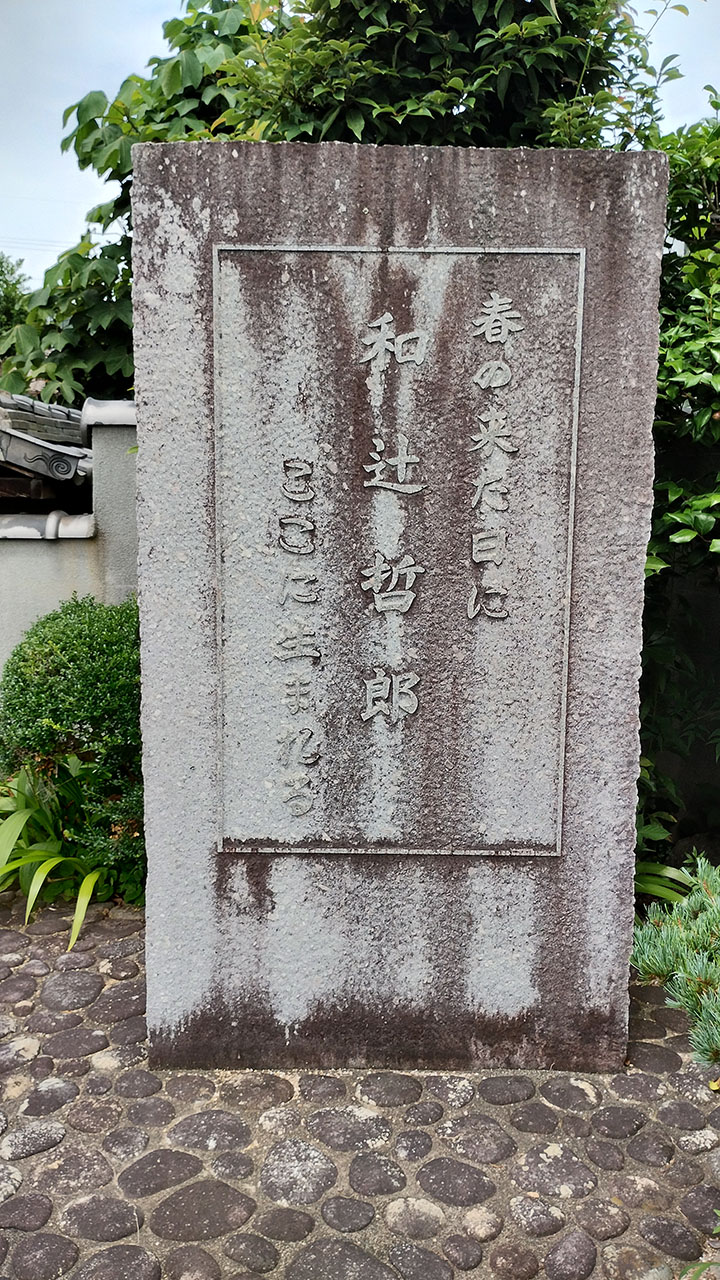 春の来た日に
和辻哲郎
ここに生まれる